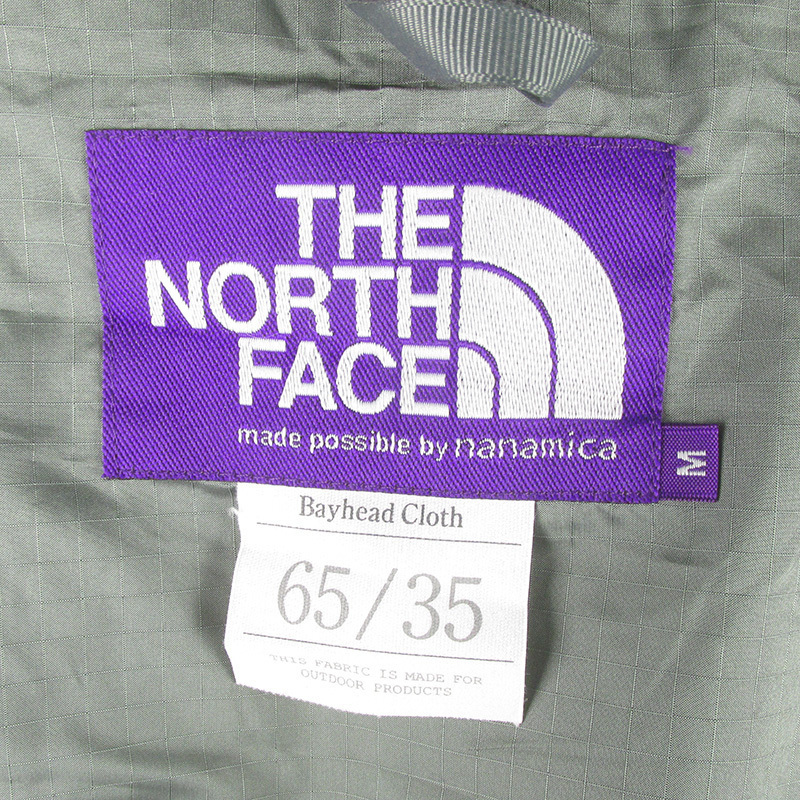 THE
NORTH
FACE
made possible by nanamica
M
Bayhead Cloth
65/35
THIS FABRIC IS MADE FOR
OUTDOOR PRODUCTS